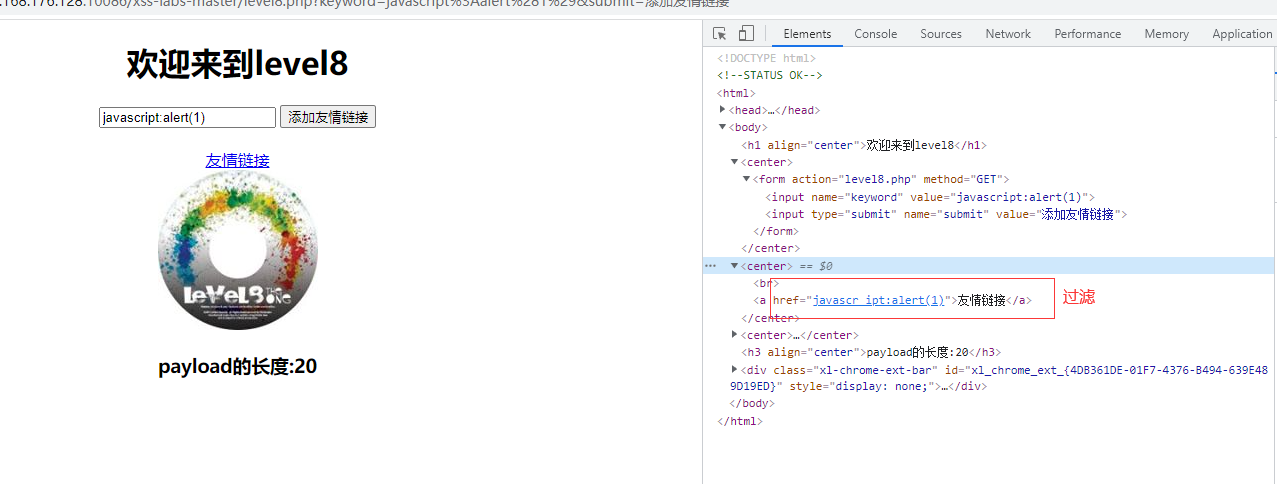 .168.176.128:10086/xss-labs-master/level8.php?keyword=javascript%3Aalert%281%29&submit=添加友情链接
欢迎来到level8
javascript:alert(1)
添加友情链接
友情链接
LEVEL8 THE ONG
payload的长度:20
Elements Console Sources Network Performance Memory Application
<!DOCTYPE html>
<!--STATUS OK-->
<html>
<head>…</head>
<body>
<h1 align="center">欢迎来到level8</h1>
<center>
<form action="level8.php" method="GET">
<input name="keyword" value="javascript:alert(1)">
<input type="submit" name="submit" value="添加友情链接">
</form>
</center>
<center> == $0
<br>
<a href="javascr_ipt:alert(1)">友情链接</a>
过滤
</center>
<center>…</center>
<h3 align="center">payload的长度:20</h3>
<div class="xl-chrome-ext-bar" id="xl_chrome_ext_{4DB361DE-01F7-4376-B494-639E48
9D19ED}" style="display: none;">…</div>
</body>
</html>